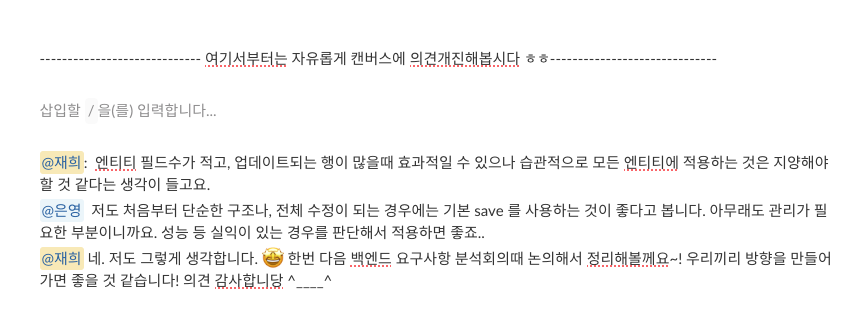 ----------------------------- 여기서부터는 자유롭게 캔버스에 의견개진해봅시다 ㅎㅎ------------------------------
삽입할 / 을(를) 입력합니다...
@재희 : 엔티티 필드수가 적고, 업데이트되는 행이 많을때 효과적일 수 있으나 습관적으로 모든 엔티티에 적용하는 것은 지양해야
할 것 같다는 생각이 들고요.
@은영 저도 처음부터 단순한 구조나, 전체 수정이 되는 경우에는 기본 save 를 사용하는 것이 좋다고 봅니다. 아무래도 관리가 필
요한 부분이니까요. 성능 등 실익이 있는 경우를 판단해서 적용하면 좋죠..
@재희 네. 저도 그렇게 생각합니다. 🤩 한번 다음 백엔드 요구사항 분석회의때 논의해서 정리해볼께요~! 우리끼리 방향을 만들어
가면 좋을 것 같습니다! 의견 감사합니당 ^____^